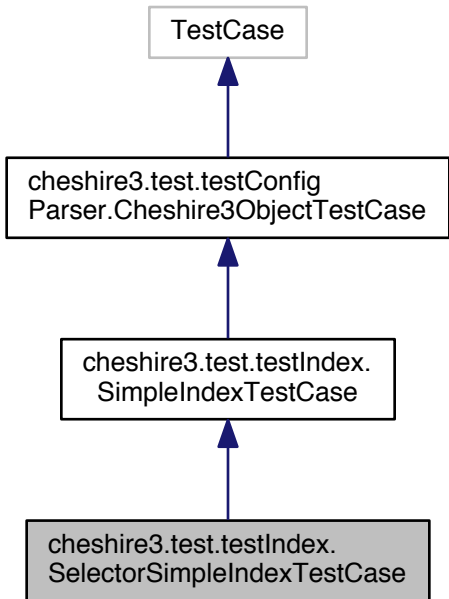 TestCase
cheshire3.test.testConfig
Parser.Cheshire3ObjectTestCase
cheshire3.test.testIndex.
SimpleIndexTestCase
cheshire3.test.testIndex.
SelectorSimpleIndexTestCase